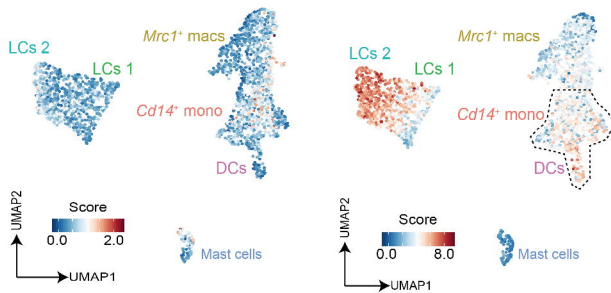 Mrc1⁺ macs
LCs 2
LCs 1
Cd14⁺ mono
DCs
Score
0.0 2.0
UMAP2
UMAP1
Mast cells
Mrc1⁺ macs
LCs 2
LCs 1
Cd14⁺ mono
DCs
Score
0.0 8.0
UMAP2
UMAP1
Mast cells